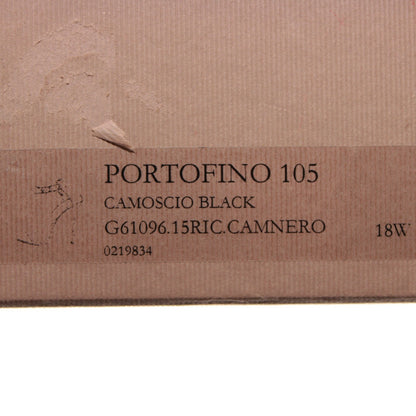 PORTOFINO 105
CAMOSCIO BLACK
G61096.15RIC.CAMNERO 18W
0219834